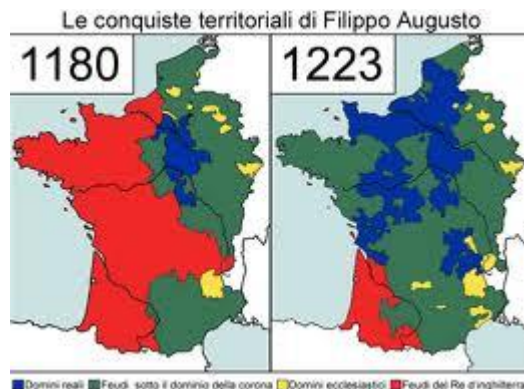 Le conquiste territoriali di Filippo Augusto
1180
1223
Domini reali Feudi sotto il dominio della corona Domini ecclesiastici Feudi del Re d'inghilterra